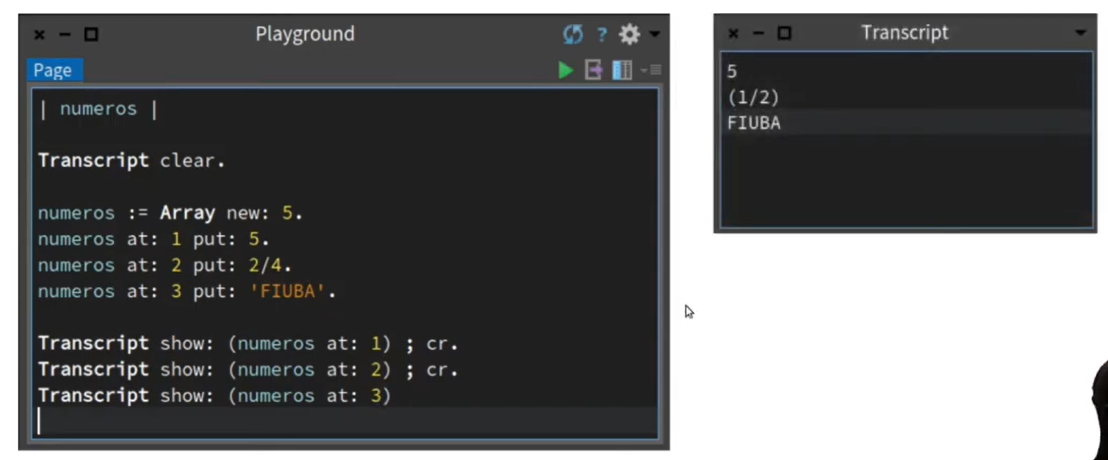 Playground
?
Page
| numeros |
Transcript clear.
numeros := Array new: 5.
numeros at: 1 put: 5.
numeros at: 2 put: 2/4.
numeros at: 3 put: 'FIUBA'.
Transcript show: (numeros at: 1) ; cr.
Transcript show: (numeros at: 2) ; cr.
Transcript show: (numeros at: 3)
Transcript
5
(1/2)
FIUBA